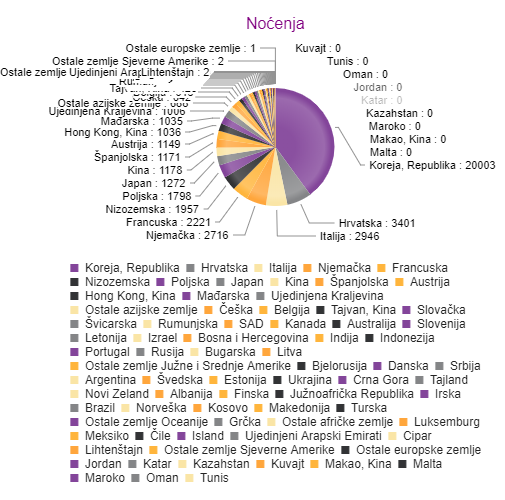 Noćenja
Ostale europske zemlje : 1
Kuvajt : 0
Ostale zemlje Sjeverne Amerike : 2
Tunis : 0
Ostale zemlje Ujedinjeni Ara
Lihtenštajn : 2
Oman : 0
Jordan : 0
Katar : 0
Ostale azijske zemlje : 668
Kazahstan : 0
Ujedinjena Kraljevina : 1006
Mađarska : 1035
Maroko : 0
Hong Kong, Kina : 1036
Makao, Kina : 0
Austrija : 1149
Malta : 0
Španjolska : 1171
Koreja, Republika : 20003
Kina : 1178
Japan : 1272
Poljska : 1798
Nizozemska : 1957
Francuska : 2221
Hrvatska : 3401
Njemačka : 2716
Italija : 2946
Koreja, Republika Hrvatska Italija Njemačka Francuska
Nizozemska Poljska Japan Kina Španjolska Austrija
Hong Kong, Kina Mađarska Ujedinjena Kraljevina
Ostale azijske zemlje Češka Belgija Tajvan, Kina Slovačka
Švicarska Rumunjska SAD Kanada Australija Slovenija
Letonija Izrael Bosna i Hercegovina Indija Indonezija
Portugal Rusija Bugarska Litva
Ostale zemlje Južne i Srednje Amerike Bjelorusija Danska Srbija
Argentina Švedska Estonija Ukrajina Crna Gora Tajland
Novi Zeland Albanija Finska Južnoafrička Republika Irska
Brazil Norveška Kosovo Makedonija Turska
Ostale zemlje Oceanije Grčka Ostale afričke zemlje Luksemburg
Meksiko Čile Island Ujedinjeni Arapski Emirati Cipar
Lihtenštajn Ostale zemlje Sjeverne Amerike Ostale europske zemlje
Jordan Katar Kazahstan Kuvajt Makao, Kina Malta
Maroko Oman Tunis